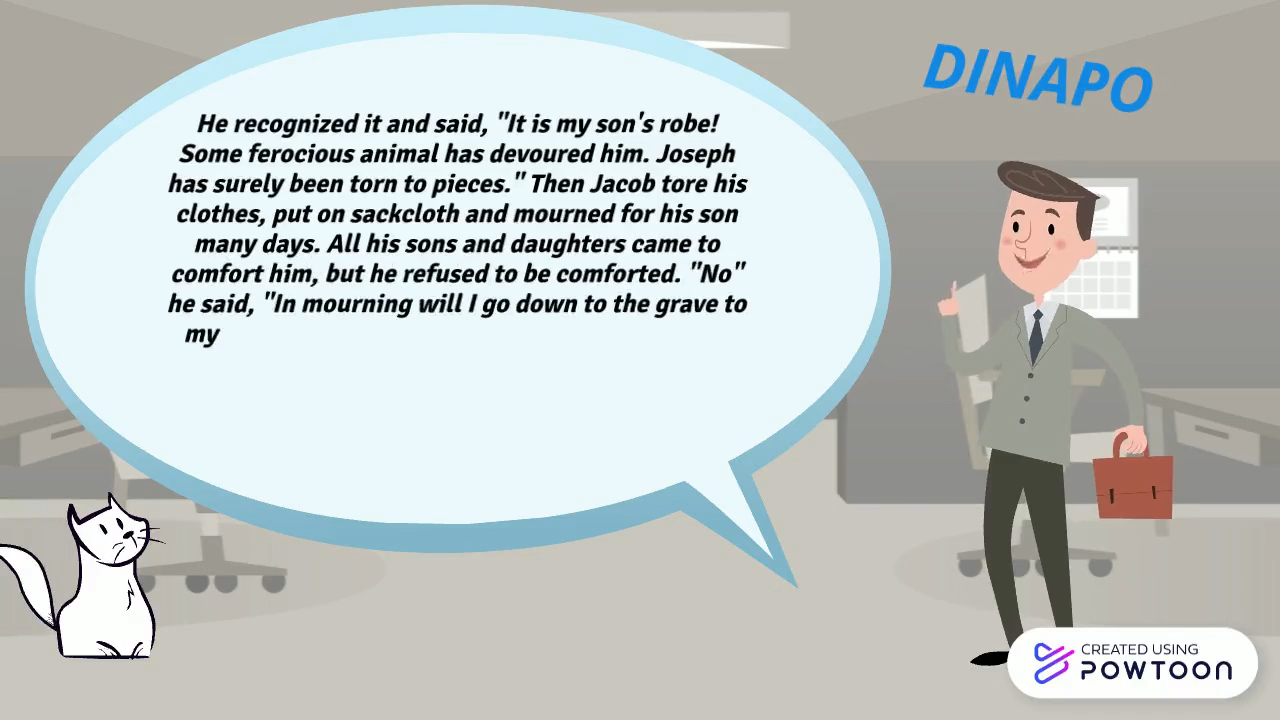 DINAPO
He recognized it and said, "It is my son's robe!
Some ferocious animal has devoured him. Joseph
has surely been torn to pieces." Then Jacob tore his
clothes, put on sackcloth and mourned for his son
many days. All his sons and daughters came to
comfort him, but he refused to be comforted. "No"
he said, "In mourning will I go down to the grave to
my
CREATED USING
POWTOON